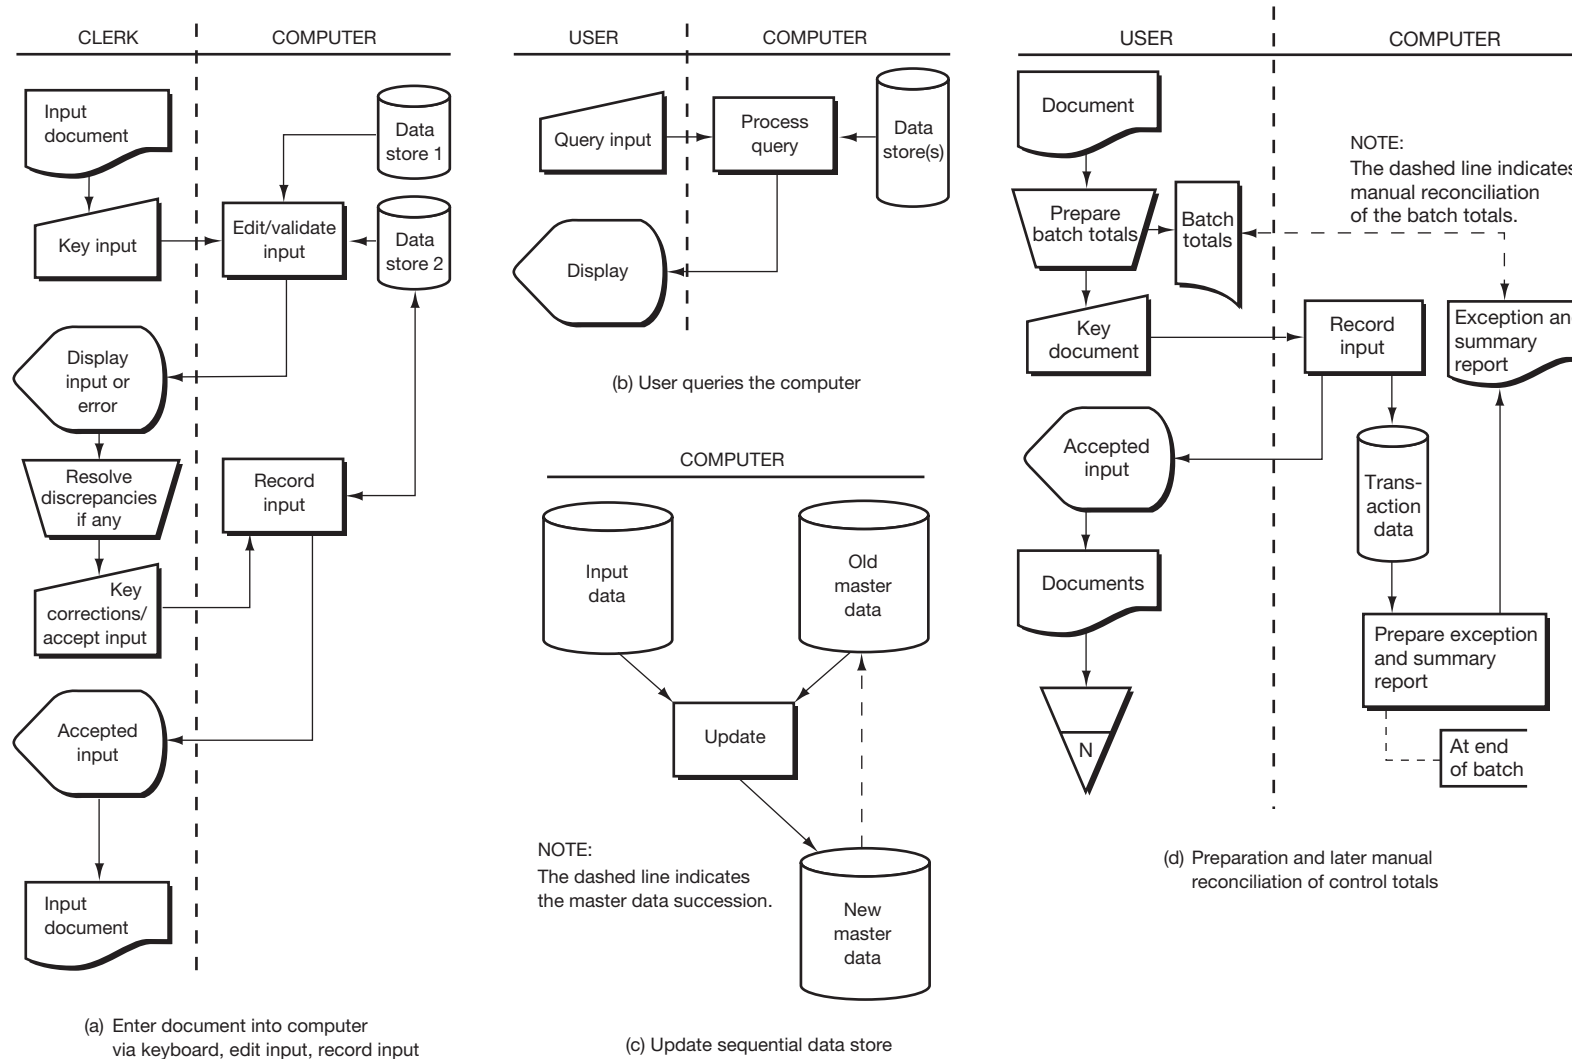 CLERK
COMPUTER
Input
document
Data
store 1
Key input
Edit/validate
input
Data
store 2
Display
input or
error
Resolve
discrepancies
if any
Record
input
Key
corrections/
accept input
Accepted
input
Input
document
(a) Enter document into computer
via keyboard, edit input, record input
USER
COMPUTER
Query input
Process
query
Data
store(s)
Display
(b) User queries the computer
COMPUTER
Input
data
Old
master
data
Update
NOTE:
The dashed line indicates
the master data succession.
New
master
data
(c) Update sequential data store
USER
COMPUTER
Document
NOTE:
The dashed line indicates
manual reconciliation
of the batch totals.
Prepare
batch totals
Batch
totals
Key
document
Record
input
Exception and
summary
report
Accepted
input
Trans-
action
data
Documents
Prepare exception
and summary
report
N
At end
of batch
(d) Preparation and later manual
reconciliation of control totals